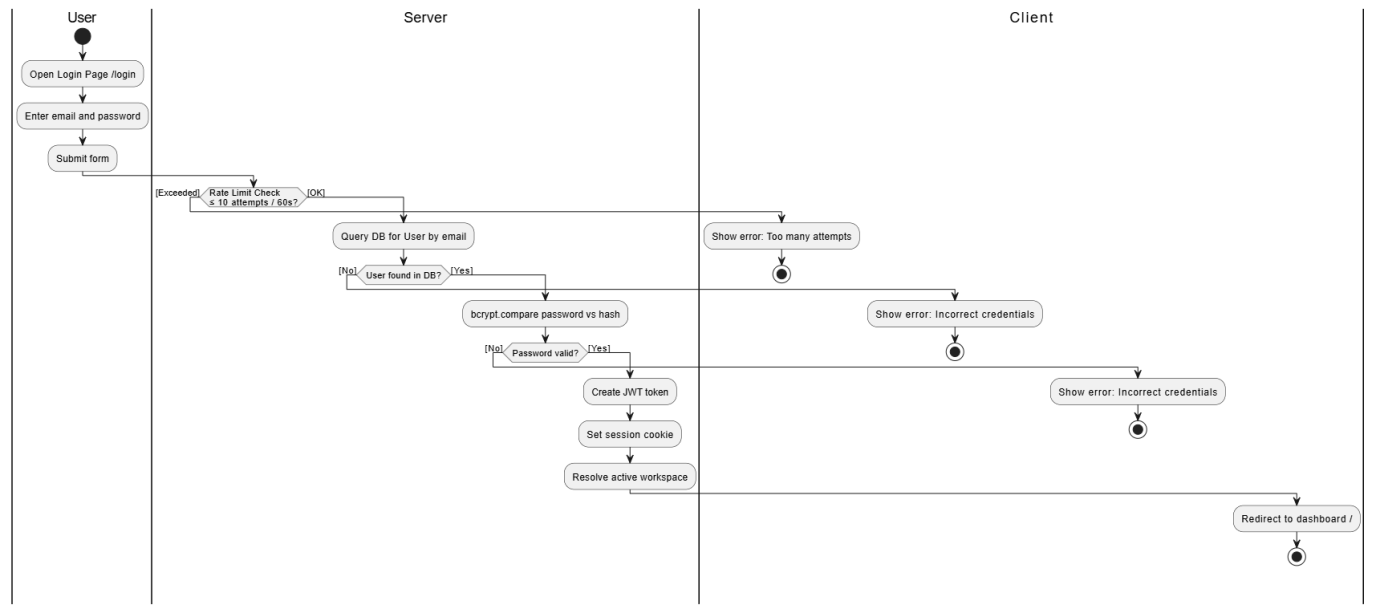 User
Server
Client
Open Login Page /login
Enter email and password
Submit form
[Exceeded]
Rate Limit Check
≤ 10 attempts / 60s?
[OK]
Query DB for User by email
Show error: Too many attempts
[No]
User found in DB?
[Yes]
bcrypt.compare password vs hash
Show error: Incorrect credentials
[No]
Password valid?
[Yes]
Create JWT token
Show error: Incorrect credentials
Set session cookie
Resolve active workspace
Redirect to dashboard /